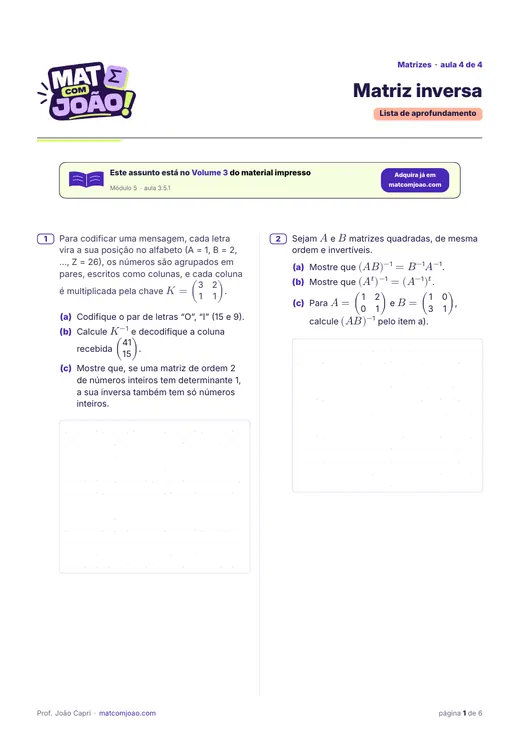 MAT Σ
COM
JOÃO!
Matrizes · aula 4 de 4
Matriz inversa
Lista de aprofundamento
Este assunto está no Volume 3 do material impresso
Módulo 5 · aula 3.5.1
Adquira já em
matcomjoao.com
1 Para codificar uma mensagem, cada letra
vira a sua posição no alfabeto (A = 1, B = 2,
..., Z = 26), os números são agrupados em
pares, escritos como colunas, e cada coluna
é multiplicada pela chave K = (3 2
1 1).
(a) Codifique o par de letras “O”, “I” (15 e 9).
(b) Calcule K⁻¹ e decodifique a coluna
recebida (41
15).
(c) Mostre que, se uma matriz de ordem 2
de números inteiros tem determinante 1,
a sua inversa também tem só números
inteiros.
2 Sejam A e B matrizes quadradas, de mesma
ordem e invertíveis.
(a) Mostre que (AB)⁻¹ = B⁻¹A⁻¹.
(b) Mostre que (Aᵗ)⁻¹ = (A⁻¹)ᵗ.
(c) Para A = (1 2
0 1) e B = (1 0
3 1),
calcule (AB)⁻¹ pelo item a).
Prof. João Capri · matcomjoao.com
página 1 de 6